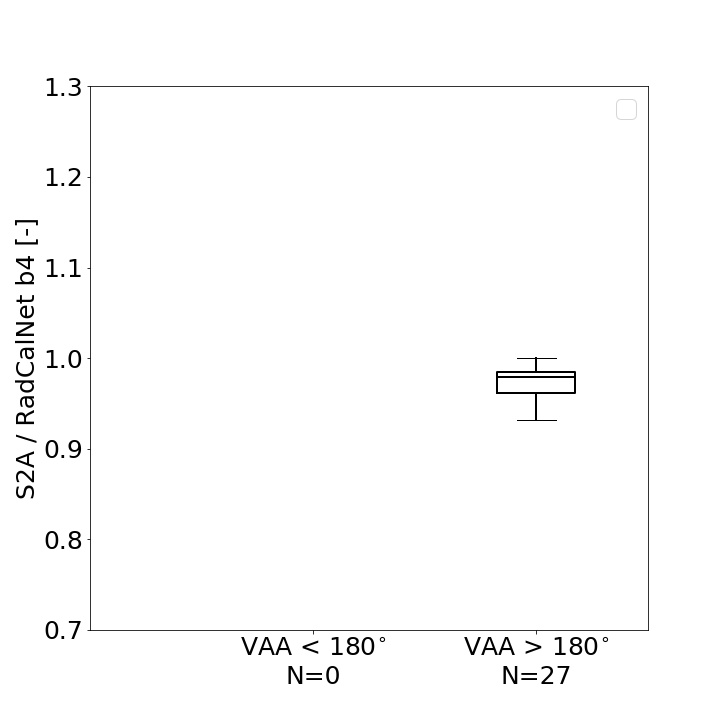 1.3
1.2
1.1
1.0
0.9
0.8
0.7
S2A / RadCalNet b4 [-]
VAA < 180°
N=0
VAA > 180°
N=27